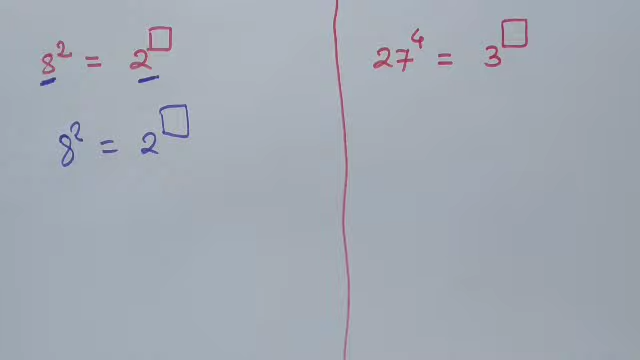 8² = 2^□
8² = 2^□
27⁴ = 3^□